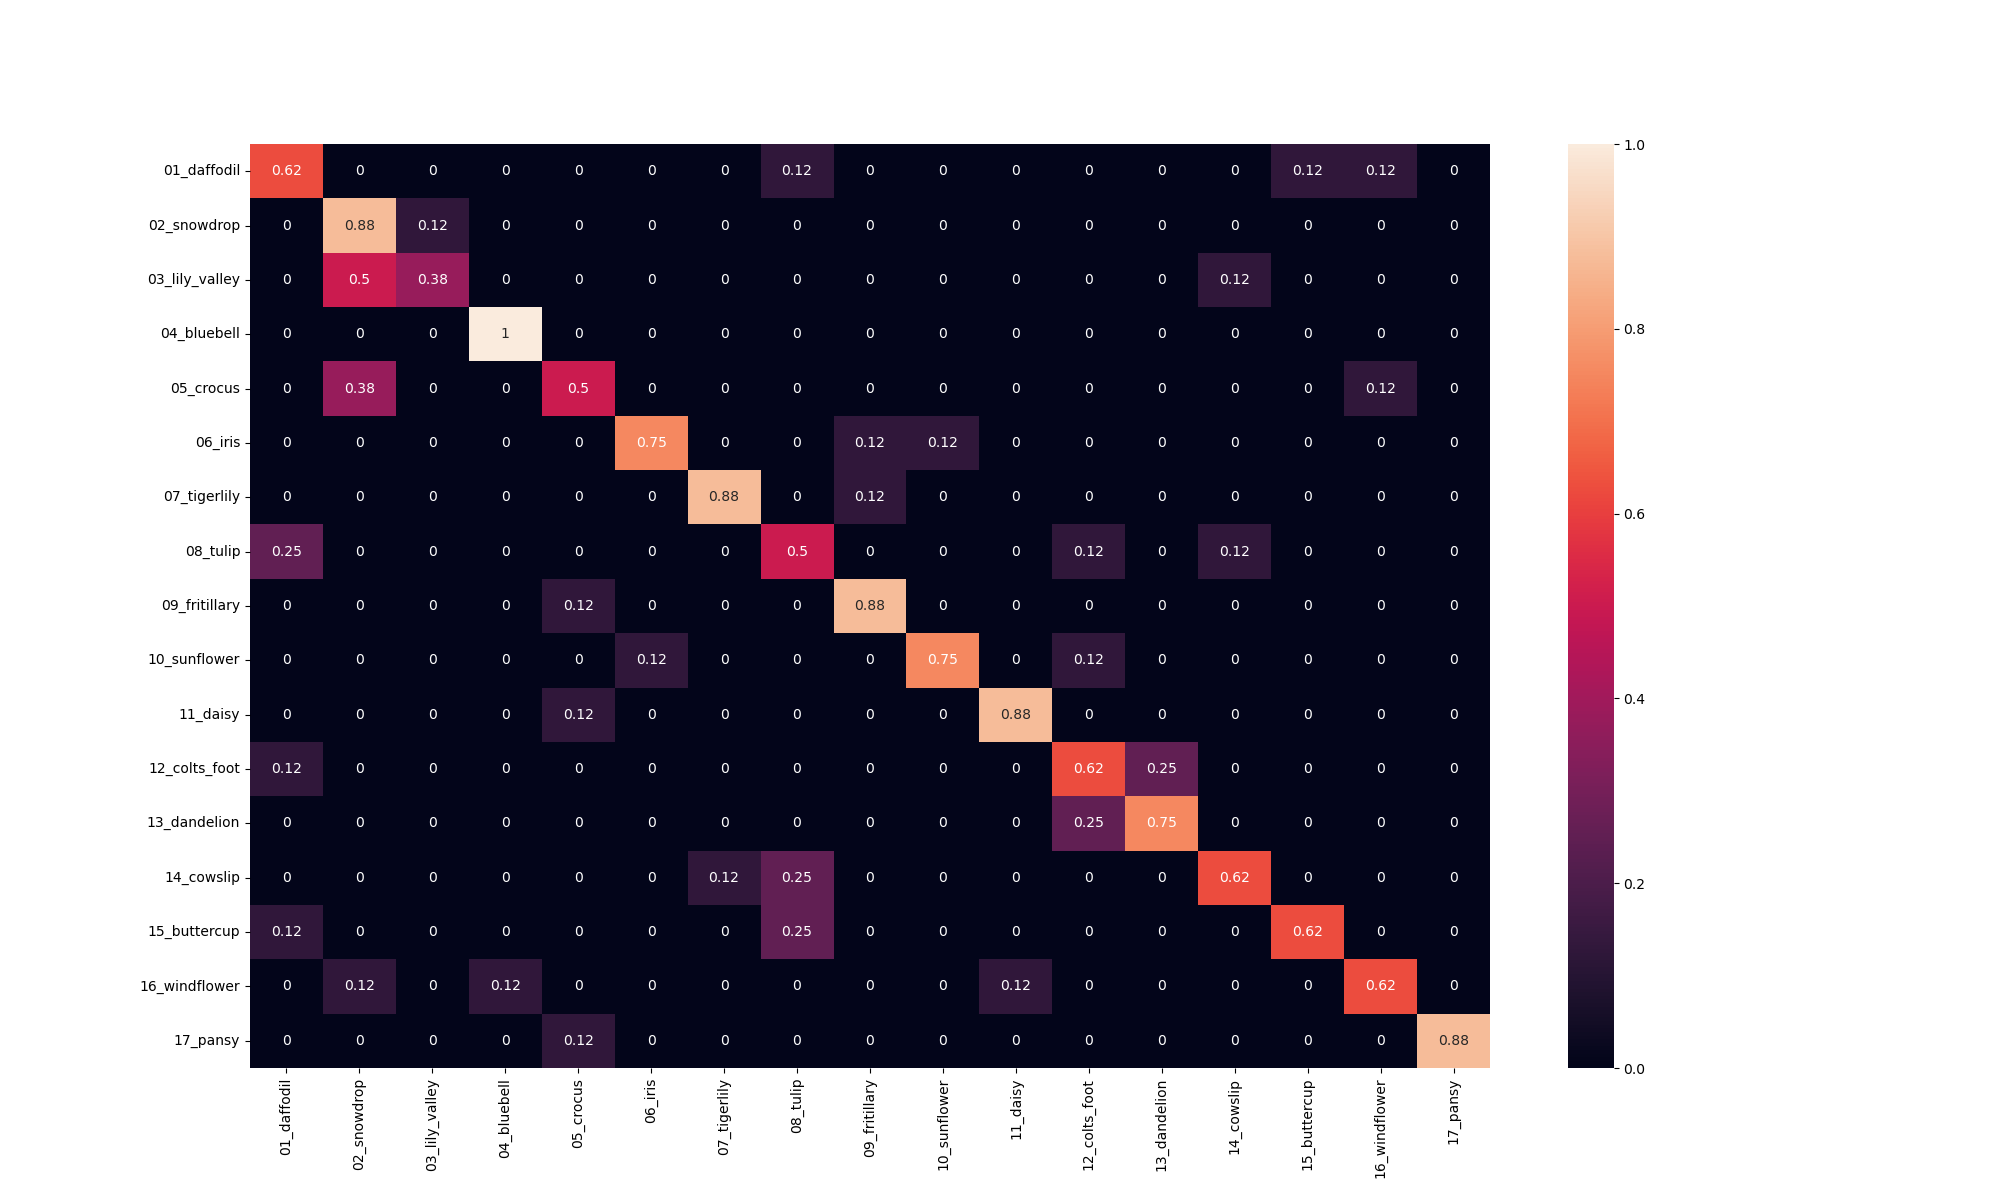 01_daffodil 0.62 0 0 0 0 0 0 0.12 0 0 0 0 0 0 0.12 0.12 0
02_snowdrop 0 0.88 0.12 0 0 0 0 0 0 0 0 0 0 0 0 0 0
03_lily_valley 0 0.5 0.38 0 0 0 0 0 0 0 0 0 0 0.12 0 0 0
04_bluebell 0 0 0 1 0 0 0 0 0 0 0 0 0 0 0 0 0
05_crocus 0 0.38 0 0 0.5 0 0 0 0 0 0 0 0 0 0 0.12 0
06_iris 0 0 0 0 0 0.75 0 0 0.12 0.12 0 0 0 0 0 0 0
07_tigerlily 0 0 0 0 0 0 0.88 0 0.12 0 0 0 0 0 0 0 0
08_tulip 0.25 0 0 0 0 0 0 0.5 0 0 0 0.12 0 0.12 0 0 0
09_fritillary 0 0 0 0 0.12 0 0 0 0.88 0 0 0 0 0 0 0 0
10_sunflower 0 0 0 0 0 0.12 0 0 0 0.75 0 0.12 0 0 0 0 0
11_daisy 0 0 0 0 0.12 0 0 0 0 0 0.88 0 0 0 0 0 0
12_colts_foot 0.12 0 0 0 0 0 0 0 0 0 0 0.62 0.25 0 0 0 0
13_dandelion 0 0 0 0 0 0 0 0 0 0 0 0.25 0.75 0 0 0 0
14_cowslip 0 0 0 0 0 0 0.12 0.25 0 0 0 0 0 0.62 0 0 0
15_buttercup 0.12 0 0 0 0 0 0 0.25 0 0 0 0 0 0 0.62 0 0
16_windflower 0 0.12 0 0.12 0 0 0 0 0 0 0.12 0 0 0 0 0.62 0
17_pansy 0 0 0 0 0.12 0 0 0 0 0 0 0 0 0 0 0 0.88
01_daffodil
02_snowdrop
03_lily_valley
04_bluebell
05_crocus
06_iris
07_tigerlily
08_tulip
09_fritillary
10_sunflower
11_daisy
12_colts_foot
13_dandelion
14_cowslip
15_buttercup
16_windflower
17_pansy
1.0
0.8
0.6
0.4
0.2
0.0